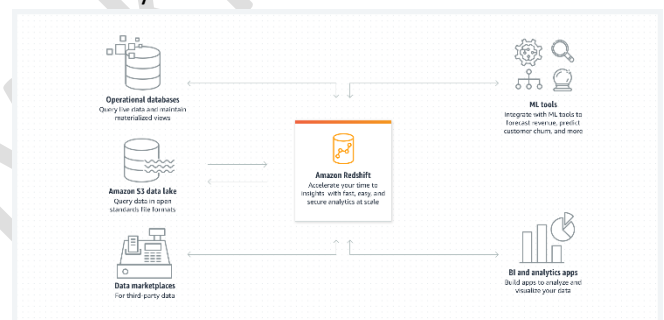 Operational databases
Query live data and maintain
materialized views
Amazon S3 data lake
Query data in open
standards file formats
Data marketplaces
For third-party data
Amazon Redshift
Accelerate your time to
insights with fast, easy, and
secure analytics at scale
ML tools
Integrate with ML tools to
forecast revenue, predict
customer churn, and more
BI and analytics apps
Build apps to analyze and
visualize your data